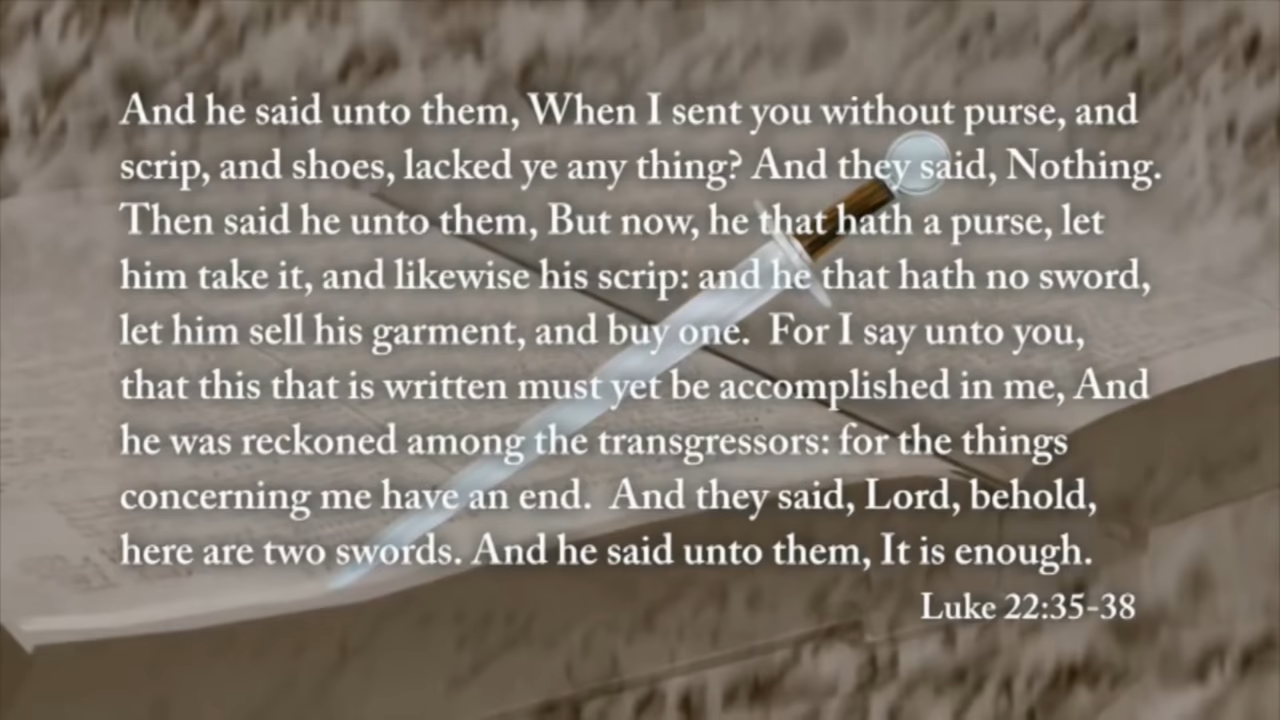 And he said unto them, When I sent you without purse, and
scrip, and shoes, lacked ye any thing? And they said, Nothing.
Then said he unto them, But now, he that hath a purse, let
him take it, and likewise his scrip: and he that hath no sword,
let him sell his garment, and buy one.  For I say unto you,
that this that is written must yet be accomplished in me, And
he was reckoned among the transgressors: for the things
concerning me have an end.  And they said, Lord, behold,
here are two swords. And he said unto them, It is enough.
Luke 22:35-38